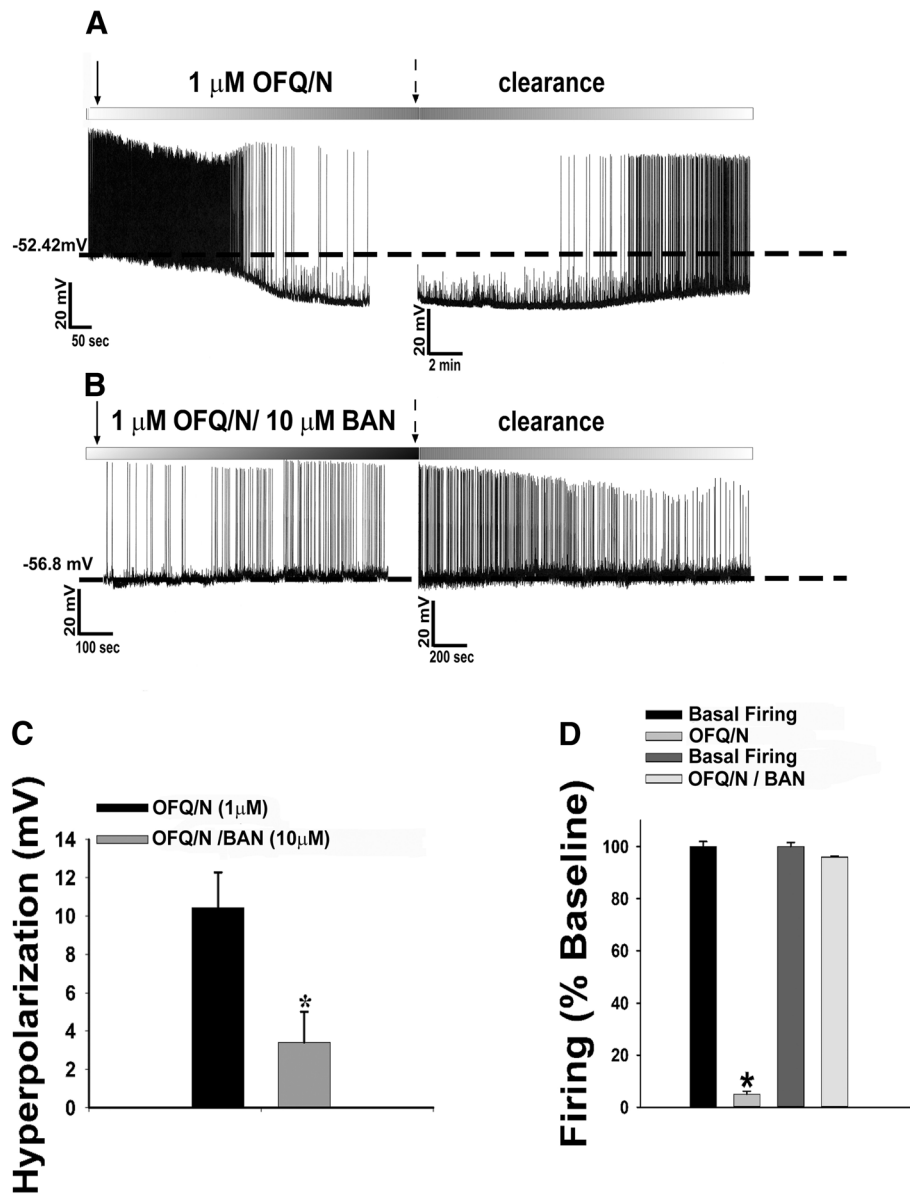 A
1 μM OFQ/N
clearance
-52.42mV
20 mV
50 sec
20 mV
2 min
B
1 μM OFQ/N/ 10 μM BAN
clearance
-56.8 mV
20 mV
100 sec
20 mV
200 sec
C
Hyperpolarization (mV)
OFQ/N (1μM)
OFQ/N /BAN (10μM)
14
12
10
8
6
4
2
0
*
D
Basal Firing
OFQ/N
Basal Firing
OFQ/N / BAN
Firing (% Baseline)
100
80
60
40
20
0
*